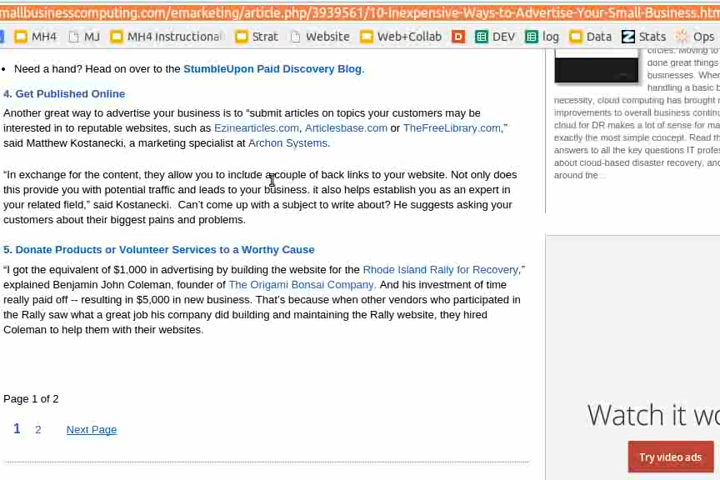 mallbusinesscomputing.com/emarketing/article.php/3939561/10-Inexpensive-Ways-to-Advertise-Your-Small-Business.htm
MH4 MJ MH4 Instructional Strat Website Web+Collab D DEV log Data Stats Ops
Need a hand? Head on over to the StumbleUpon Paid Discovery Blog.
4. Get Published Online
Another great way to advertise your business is to “submit articles on topics your customers may be
interested in to reputable websites, such as Ezinearticles.com, Articlesbase.com or TheFreeLibrary.com,”
said Matthew Kostanecki, a marketing specialist at Archon Systems.
“In exchange for the content, they allow you to include a couple of back links to your website. Not only does
this provide you with potential traffic and leads to your business, it also helps establish you as an expert in
your related field,” said Kostanecki. Can’t come up with a subject to write about? He suggests asking your
customers about their biggest pains and problems.
5. Donate Products or Volunteer Services to a Worthy Cause
“I got the equivalent of $1,000 in advertising by building the website for the Rhode Island Rally for Recovery,”
explained Benjamin John Coleman, founder of The Origami Bonsai Company. And his investment of time
really paid off -- resulting in $5,000 in new business. That’s because when other vendors who participated in
the Rally saw what a great job his company did building and maintaining the Rally website, they hired
Coleman to help them with their websites.
Page 1 of 2
1 2 Next Page
circles. Moving to
done great things
businesses. When
handling a basic b
necessity, cloud computing has brought
improvements to overall business contin
cloud for DR makes a lot of sense for ma
exactly the most simple concept. Read th
answers to all the key questions IT profes
about cloud-based disaster recovery, and
around the...
Watch it wo
Try video ads